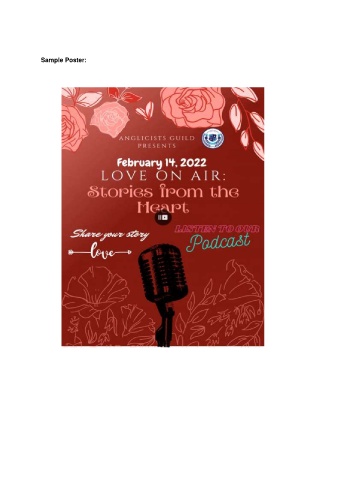 Sample Poster:
ANGLICISTS GUILD
PRESENTS
February 14, 2022
LOVE ON AIR:
Stories from the
Heart
Share your story
love
LISTEN TO OUR
Podcast